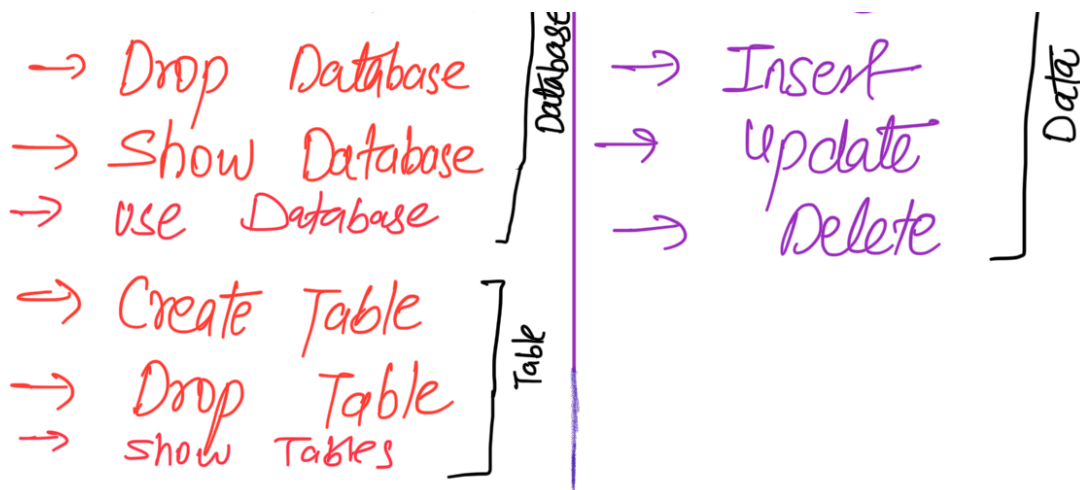 → Drop Database
→ Show Database
→ Use Database
Database
→ Create Table
→ Drop Table
→ Show Tables
Table
→ Insert
→ Update
→ Delete
Data